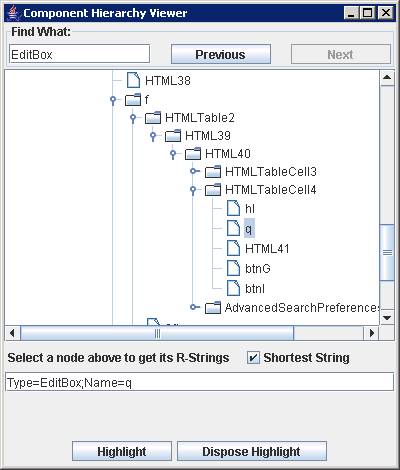 Component Hierarchy Viewer
Find What:
EditBox
Previous
Next
HTML38
f
HTMLTable2
HTML39
HTML40
HTMLTableCell3
HTMLTableCell4
hl
q
HTML41
btnG
btnI
AdvancedSearchPreferences
Select a node above to get its R-Strings
Shortest String
Type=EditBox;Name=q
Highlight
Dispose Highlight